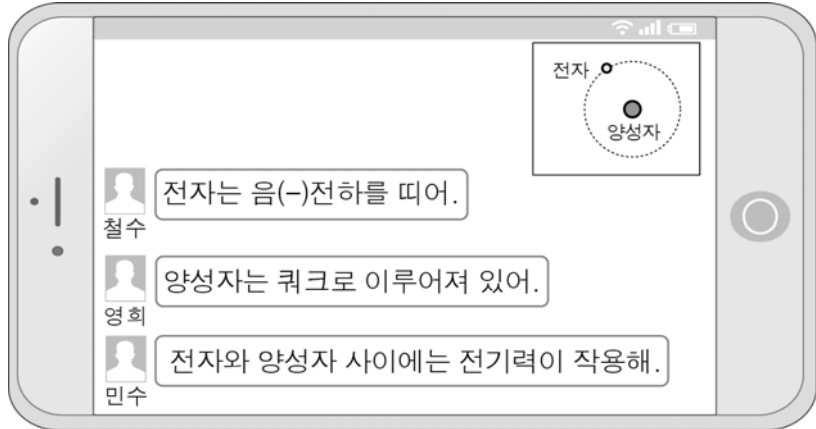 전자
양성자
전자는 음(–)전하를 띠어.
철수
양성자는 쿼크로 이루어져 있어.
영희
전자와 양성자 사이에는 전기력이 작용해.
민수